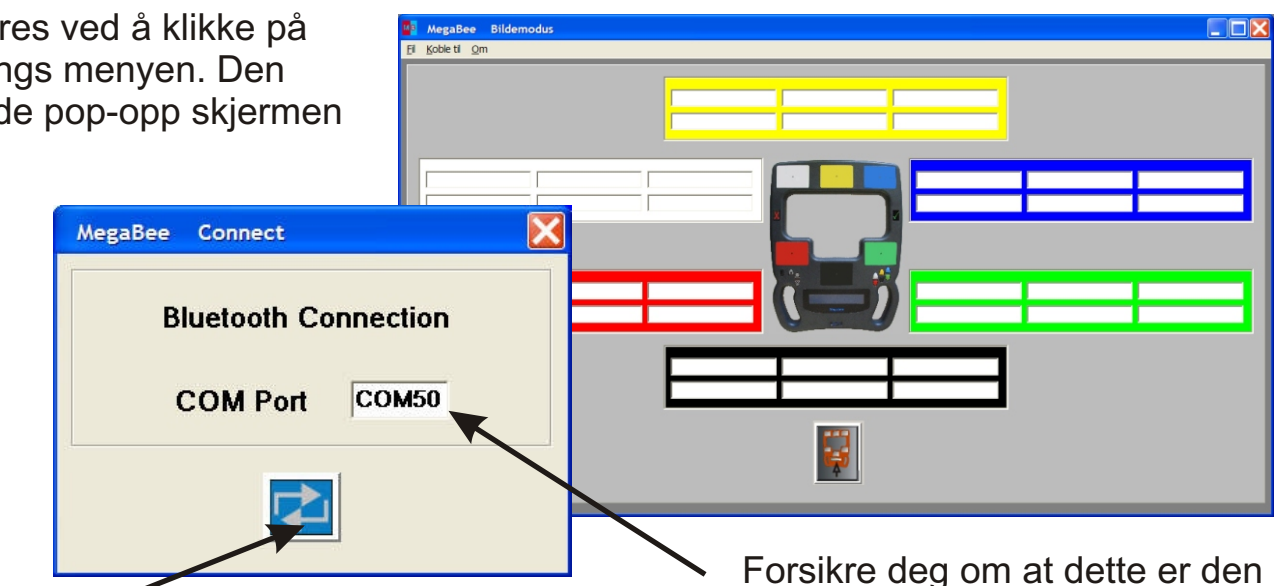 res ved å klikke på
ngs menyen. Den
de pop-opp skjermen
MegaBee Bildemodus
Fil Koble til Om
MegaBee Connect
Bluetooth Connection
COM Port COM50
Forsikre deg om at dette er den